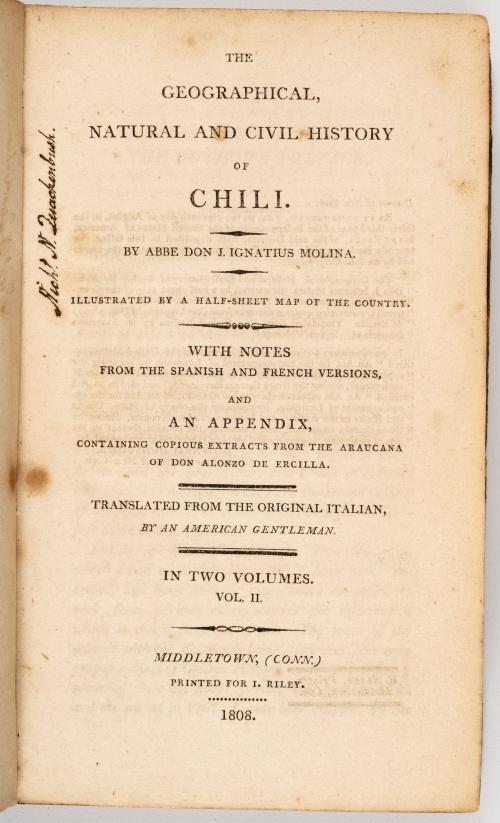 THE
GEOGRAPHICAL,
NATURAL AND CIVIL HISTORY
OF
CHILI.
BY ABBE DON J. IGNATIUS MOLINA.
ILLUSTRATED BY A HALF-SHEET MAP OF THE COUNTRY.
WITH NOTES
FROM THE SPANISH AND FRENCH VERSIONS,
AND
AN APPENDIX,
CONTAINING COPIOUS EXTRACTS FROM THE ARAUCANA
OF DON ALONZO DE ERCILLA.
TRANSLATED FROM THE ORIGINAL ITALIAN,
BY AN AMERICAN GENTLEMAN.
IN TWO VOLUMES.
VOL. II.
MIDDLETOWN, (CONN.)
PRINTED FOR I. RILEY.
1808.
Nichs. N. Quackenbush.